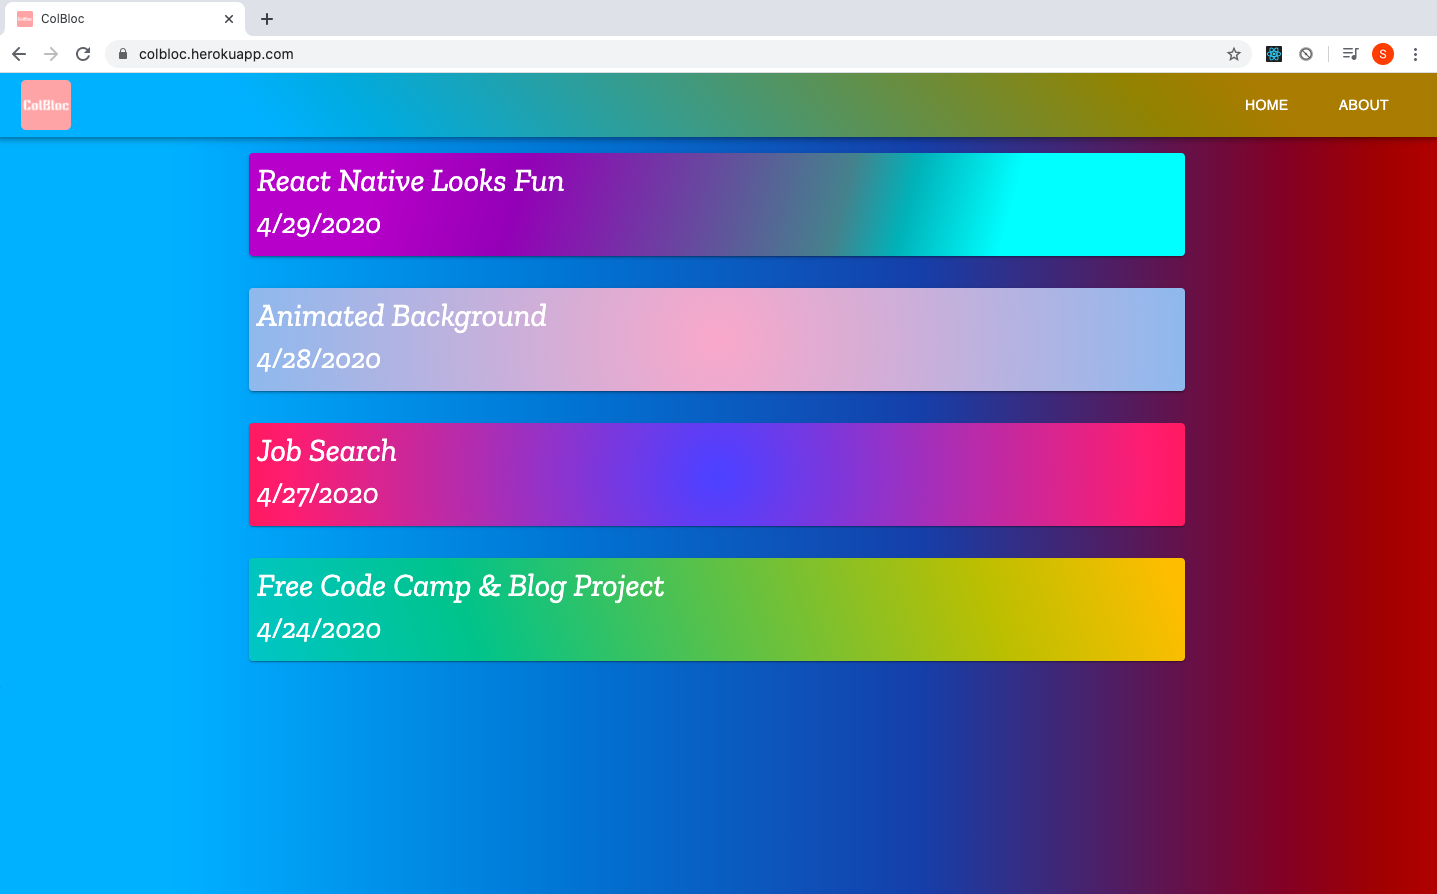 ColBloc
colbloc.herokuapp.com
S
ColBloc
HOME
ABOUT
React Native Looks Fun
4/29/2020
Animated Background
4/28/2020
Job Search
4/27/2020
Free Code Camp & Blog Project
4/24/2020